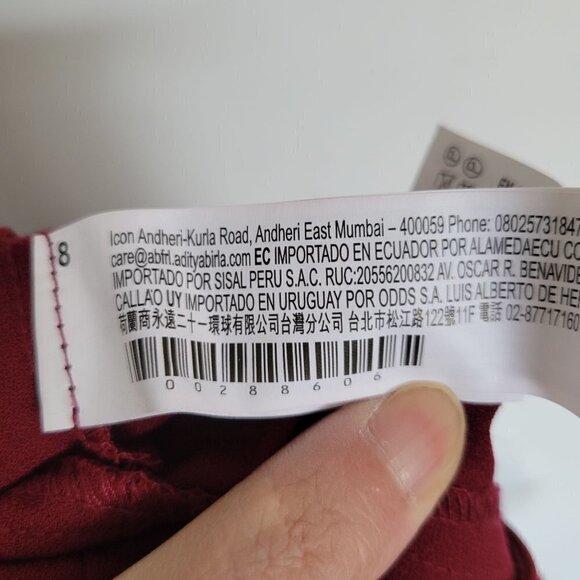 8
Icon Andheri-Kurla Road, Andheri East Mumbai – 400059 Phone: 08025731847
care@abfrl.adityabirla.com EC IMPORTADO EN ECUADOR POR ALAMEDAECU CO
IMPORTADO POR SISAL PERU S.A.C. RUC:20556200832 AV. OSCAR R. BENAVIDE
CALLAO UY IMPORTADO EN URUGUAY POR ODDS S.A. LUIS ALBERTO DE HE
荷蘭商永遠二十一環球有限公司台灣分公司 台北市松江路122號11F 電話 02-87717160
00288606